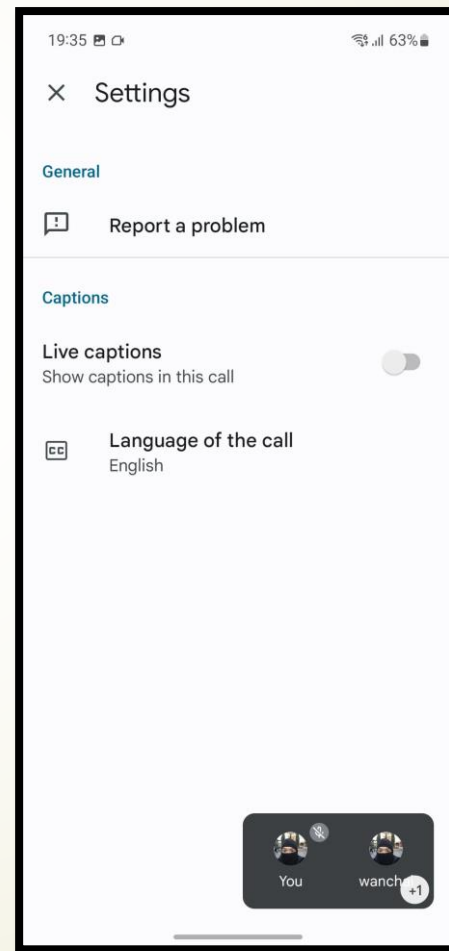 19:35 63%
Settings
General
Report a problem
Captions
Live captions
Show captions in this call
Language of the call
CC English
You
+1